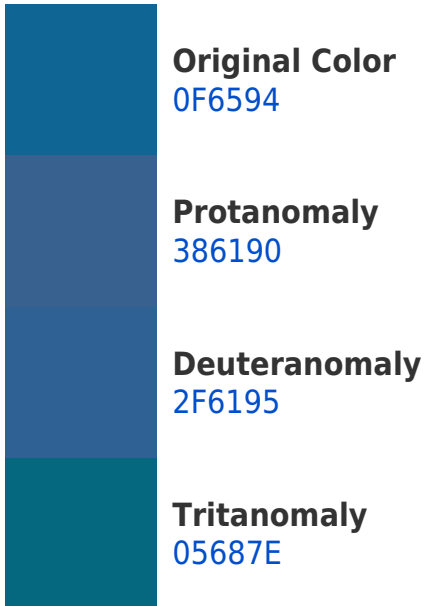 Original Color
0F6594
Protanomaly
386190
Deuteranomaly
2F6195
Tritanomaly
05687E